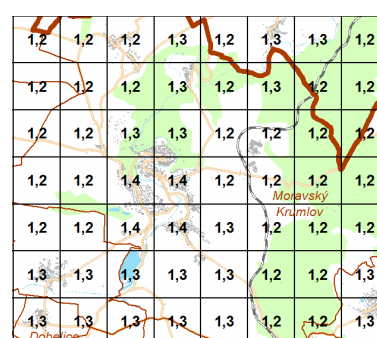 1,2 1,2 1,2 1,3 1,2 1,3 1,3 1,2
1,2 1,2 1,2 1,3 1,2 1,3 1,2 1,2
1,2 1,2 1,3 1,3 1,2 1,2 1,2 1,2
1,2 1,2 1,4 1,4 1,2 1,2 1,2 1,2
Moravský
Krumlov
1,2 1,2 1,4 1,4 1,3 1,2 1,2 1,2
1,3 1,3 1,3 1,3 1,3 1,2 1,2 1,3
1,3 1,3 1,3 1,3 1,3 1,2 1,2 1,3
Dobelice